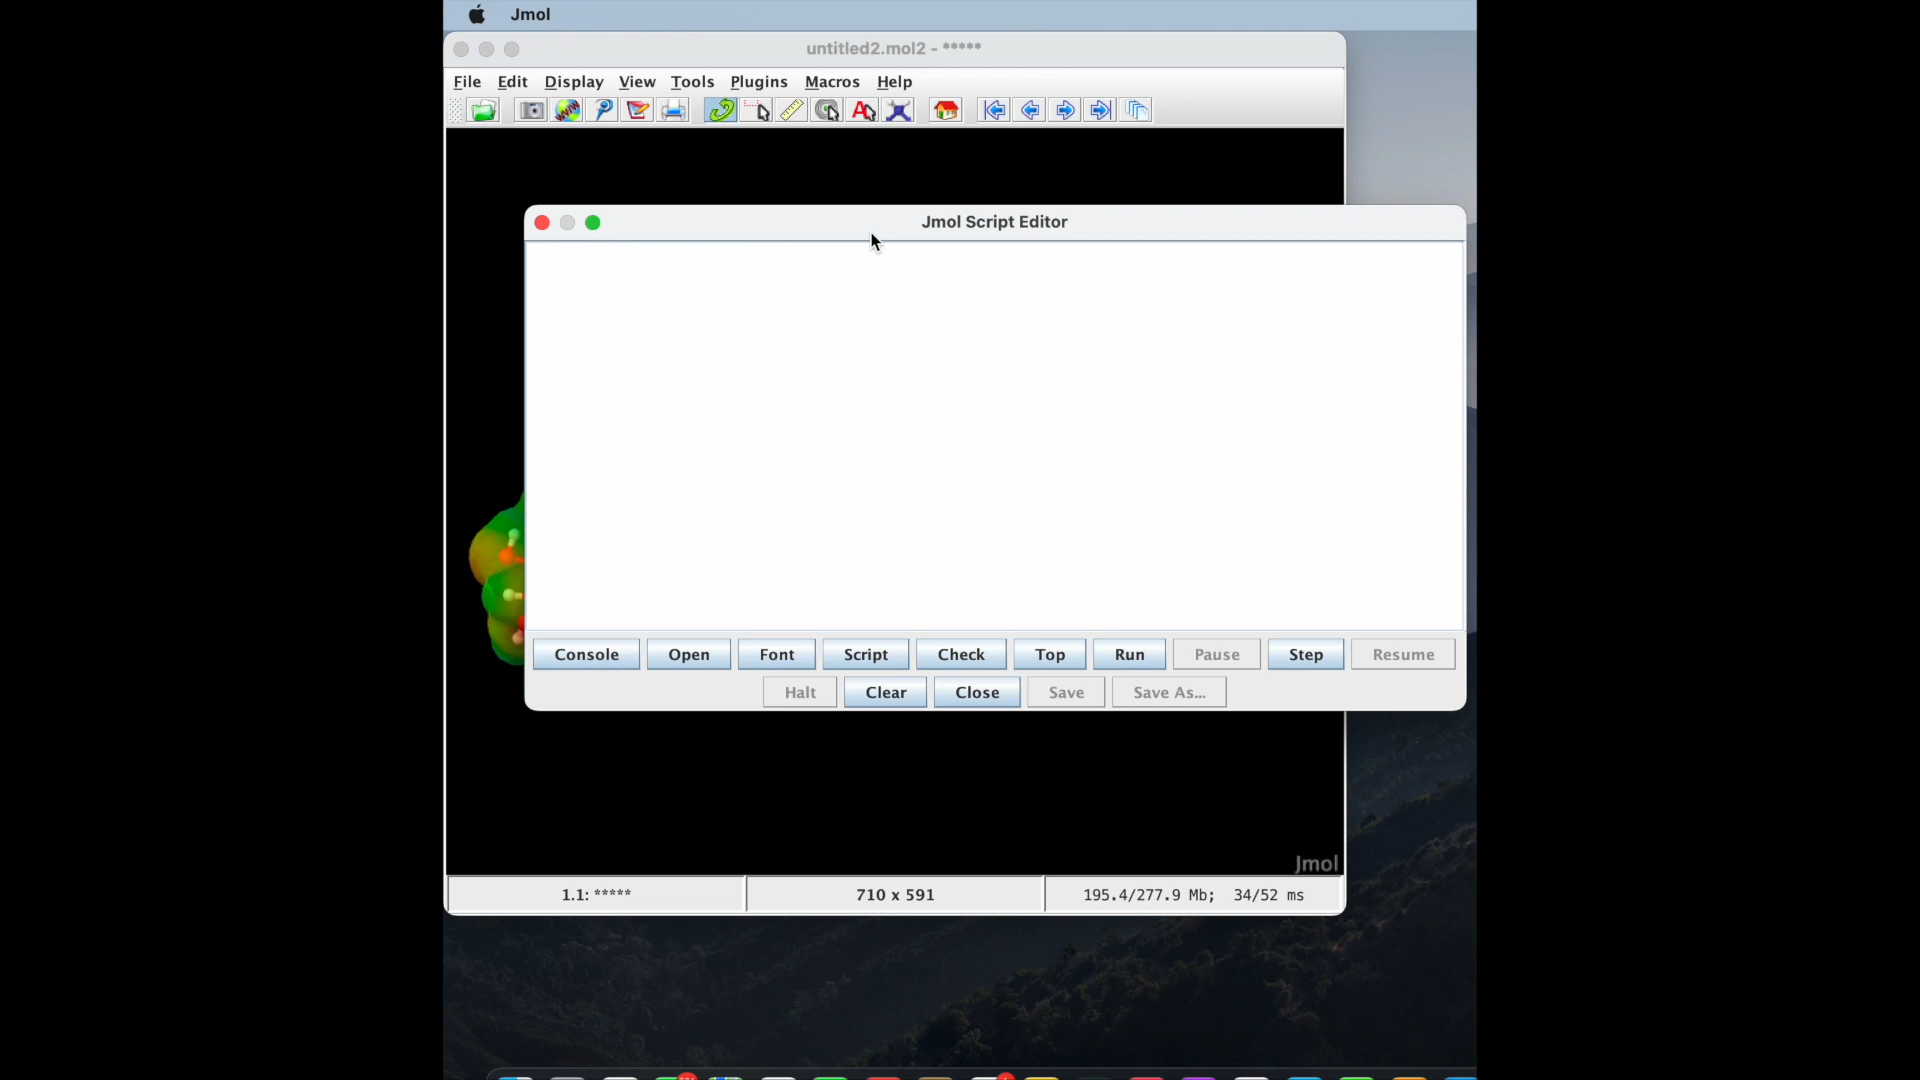 Jmol
untitled2.mol2 - *****
File Edit Display View Tools Plugins Macros Help
Jmol Script Editor
Console Open Font Script Check Top Run Pause Step Resume
Halt Clear Close Save Save As...
Jmol
1.1: ***** 710 x 591 195.4/277.9 Mb; 34/52 ms